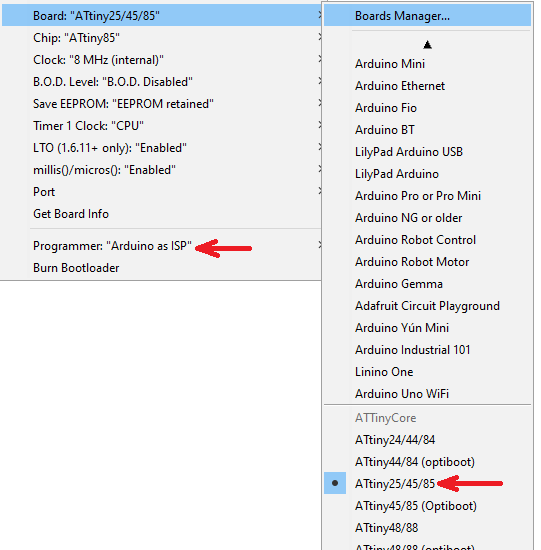 Board: "ATtiny25/45/85"
Chip: "ATtiny85"
Clock: "8 MHz (internal)"
B.O.D. Level: "B.O.D. Disabled"
Save EEPROM: "EEPROM retained"
Timer 1 Clock: "CPU"
LTO (1.6.11+ only): "Enabled"
millis()/micros(): "Enabled"
Port
Get Board Info
Programmer: "Arduino as ISP"
Burn Bootloader
Boards Manager...
Arduino Mini
Arduino Ethernet
Arduino Fio
Arduino BT
LilyPad Arduino USB
LilyPad Arduino
Arduino Pro or Pro Mini
Arduino NG or older
Arduino Robot Control
Arduino Robot Motor
Arduino Gemma
Adafruit Circuit Playground
Arduino Yún Mini
Arduino Industrial 101
Linino One
Arduino Uno WiFi
ATTinyCore
ATtiny24/44/84
ATtiny44/84 (optiboot)
ATtiny25/45/85
ATtiny45/85 (Optiboot)
ATtiny48/88
ATtiny48/88 (optiboot)